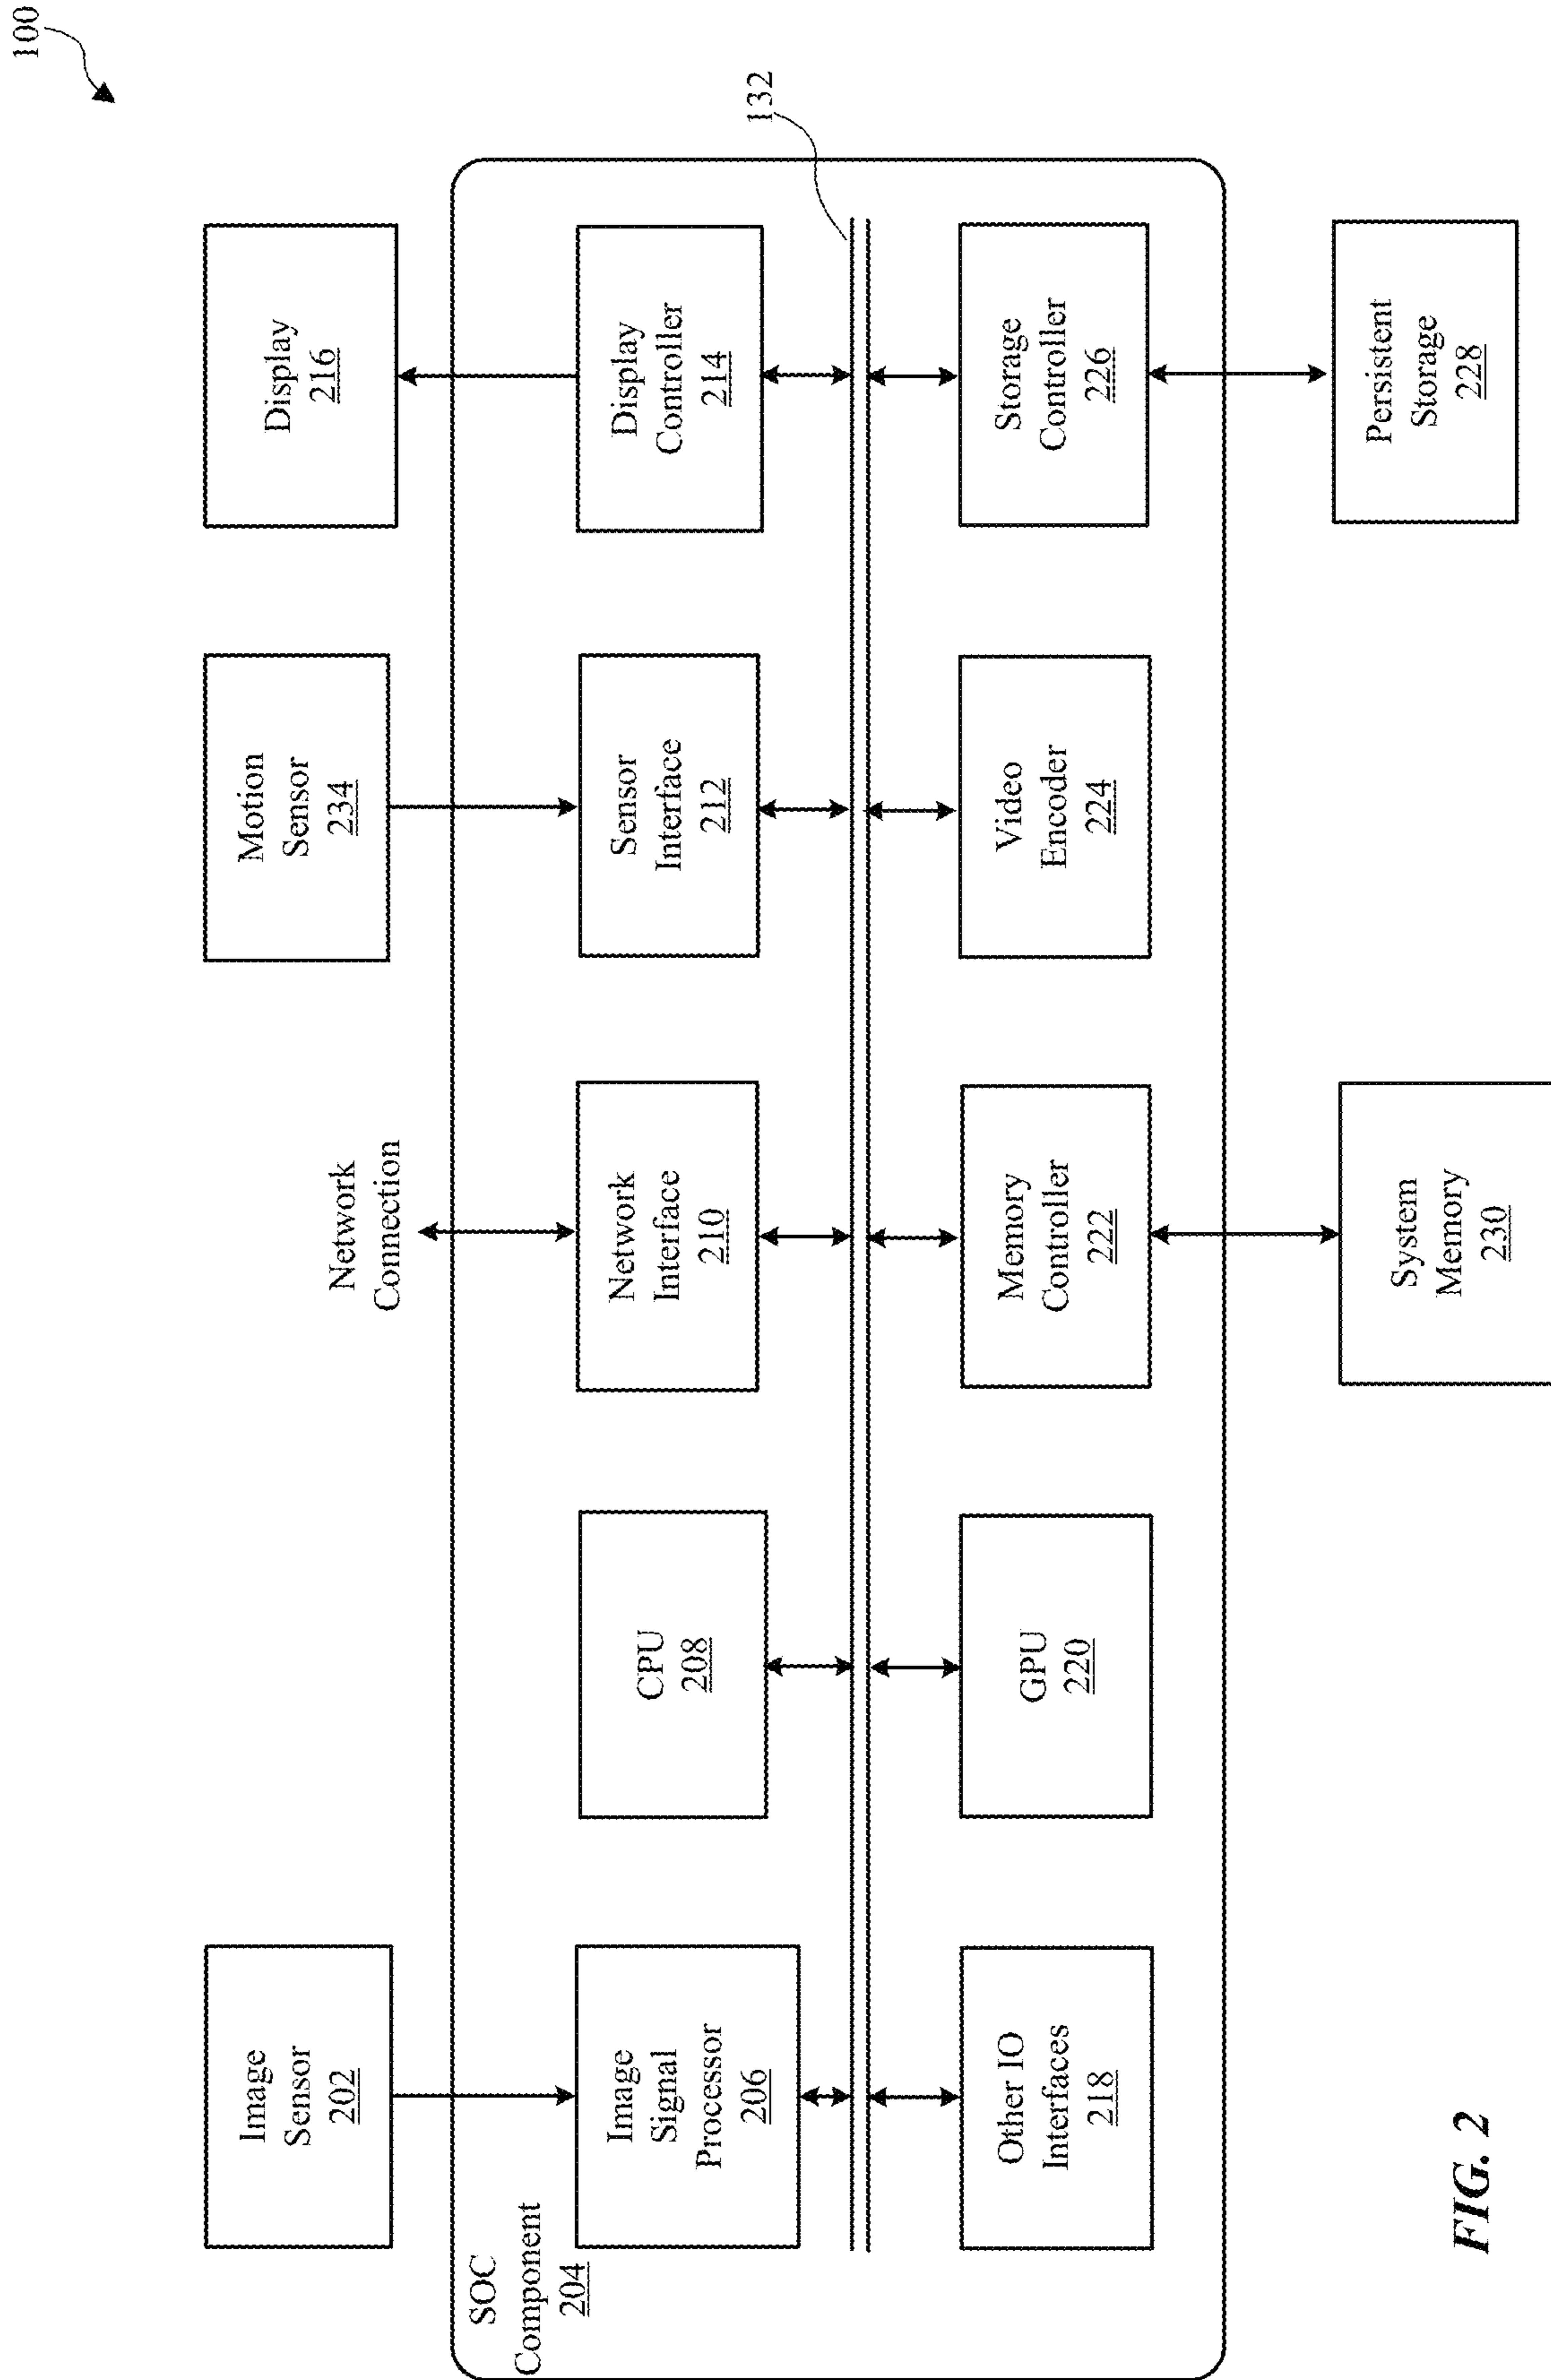 100
Image
Sensor
202
Network
Connection
Motion
Sensor
234
Display
216
SOC
Component
204
Image
Signal
Processor
206
CPU
208
Network
Interface
210
Sensor
Interface
212
Display
Controller
214
132
Other IO
Interfaces
218
GPU
220
Memory
Controller
222
Video
Encoder
224
Storage
Controller
226
System
Memory
230
Persistent
Storage
228
FIG. 2